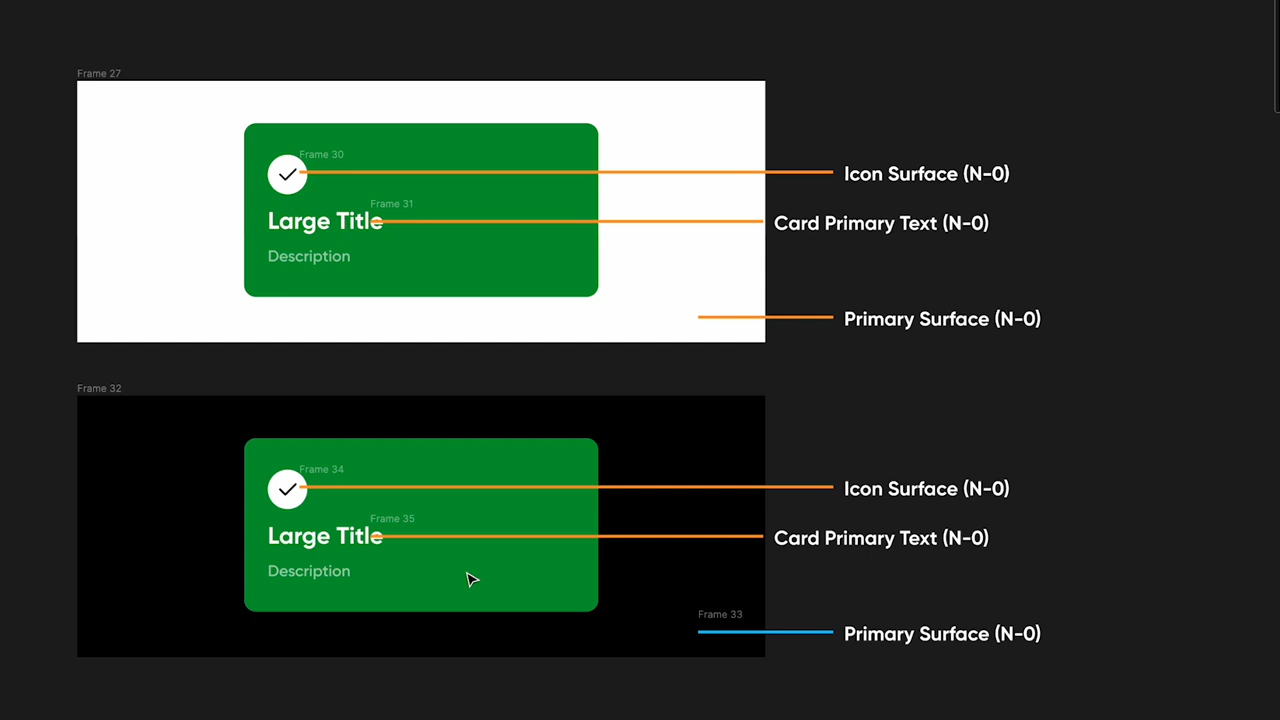 Frame 27
Frame 30
Icon Surface (N-0)
Frame 31
Large Title
Card Primary Text (N-0)
Description
Primary Surface (N-0)
Frame 32
Frame 34
Icon Surface (N-0)
Frame 35
Large Title
Card Primary Text (N-0)
Description
Frame 33
Primary Surface (N-0)